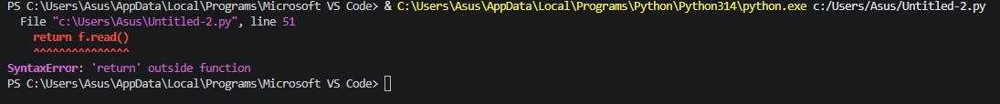 PS C:\Users\Asus\AppData\Local\Programs\Microsoft VS Code> & C:\Users\Asus\AppData\Local\Programs\Python\Python314\python.exe c:/Users/Asus/Untitled-2.py
  File "c:\Users\Asus\Untitled-2.py", line 51
    return f.read()
    ^^^^^^^^^^^^^^^
SyntaxError: 'return' outside function
PS C:\Users\Asus\AppData\Local\Programs\Microsoft VS Code>